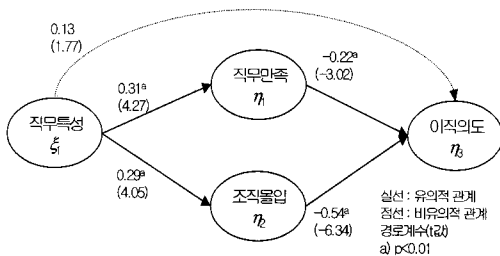 0.13
(1.77)
-0.22ª
(-3.02)
직무만족
η₁
0.31ª
(4.27)
직무특성
ξ₁
이직의도
η₃
0.29ª
(4.05)
조직몰입
η₂
-0.54ª
(-6.34)
실선 : 유의적 관계
점선 : 비유의적 관계
경로계수(t값)
a) p<0.01